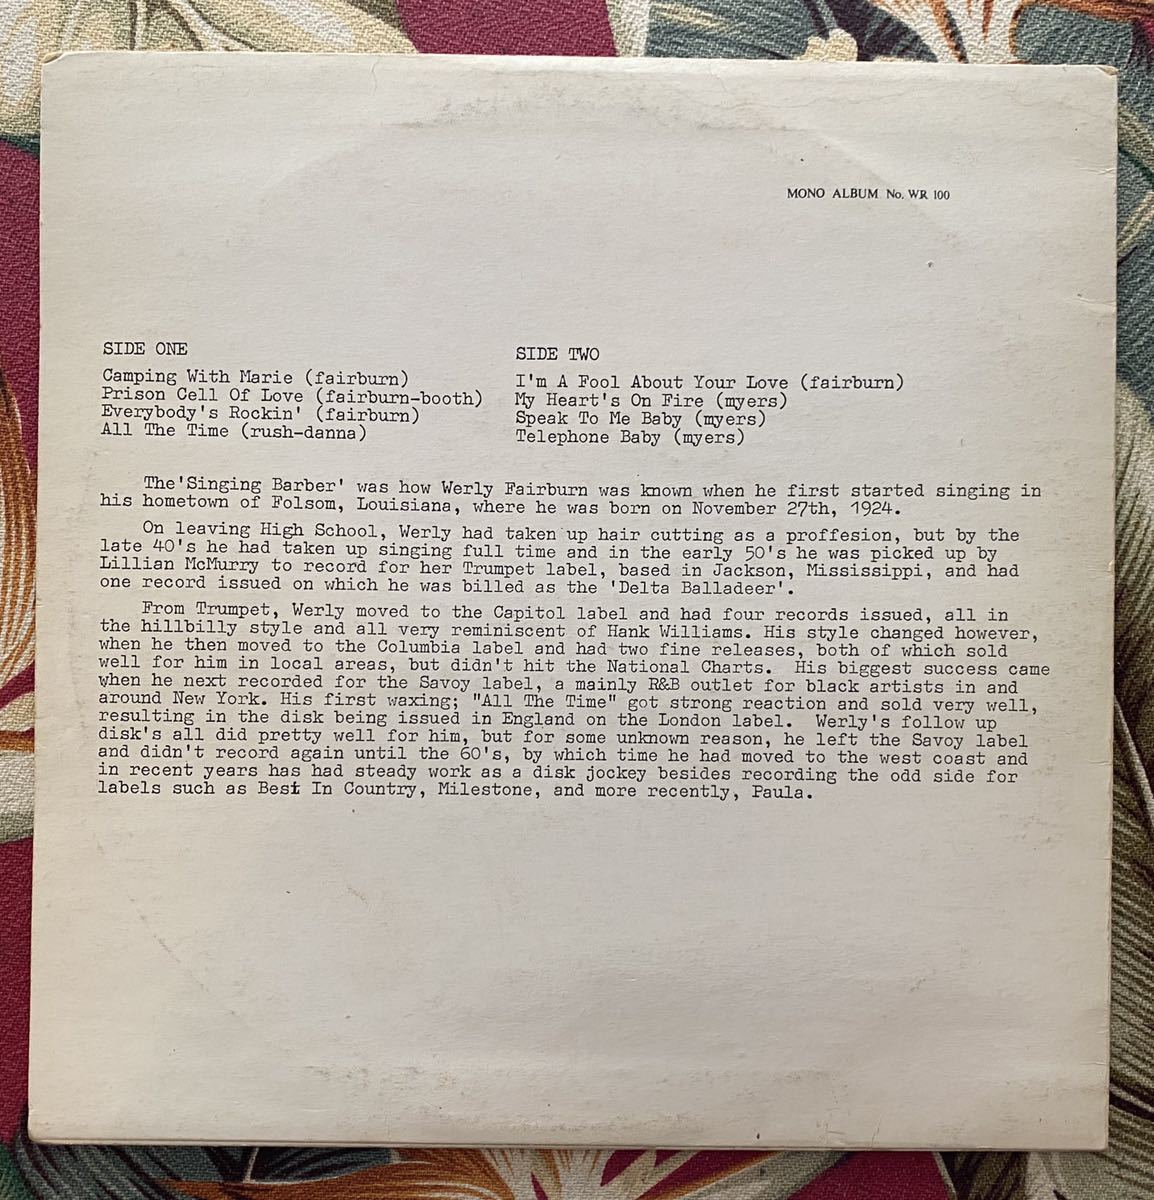 MONO ALBUM No. WR 100
SIDE ONE
Camping With Marie (fairburn)
Prison Cell Of Love (fairburn-booth)
Everybody's Rockin' (fairburn)
All The Time (rush-danna)
SIDE TWO
I'm A Fool About Your Love (fairburn)
My Heart's On Fire (myers)
Speak To Me Baby (myers)
Telephone Baby (myers)
The'Singing Barber' was how Werly Fairburn was known when he first started singing in
his hometown of Folsom, Louisiana, where he was born on November 27th, 1924.
On leaving High School, Werly had taken up hair cutting as a proffesion, but by the
late 40's he had taken up singing full time and in the early 50's he was picked up by
Lillian McMurry to record for her Trumpet label, based in Jackson, Mississippi, and had
one record issued on which he was billed as the 'Delta Balladeer'.
From Trumpet, Werly moved to the Capitol label and had four records issued, all in
the hillbilly style and all very reminiscent of Hank Williams. His style changed however,
when he then moved to the Columbia label and had two fine releases, both of which sold
well for him in local areas, but didn't hit the National Charts. His biggest success came
when he next recorded for the Savoy label, a mainly R&B outlet for black artists in and
around New York. His first waxing; "All The Time" got strong reaction and sold very well,
resulting in the disk being issued in England on the London label. Werly's follow up
disk's all did pretty well for him, but for some unknown reason, he left the Savoy label
and didn't record again until the 60's, by which time he had moved to the west coast and
in recent years has had steady work as a disk jockey besides recording the odd side for
labels such as Best In Country, Milestone, and more recently, Paula.